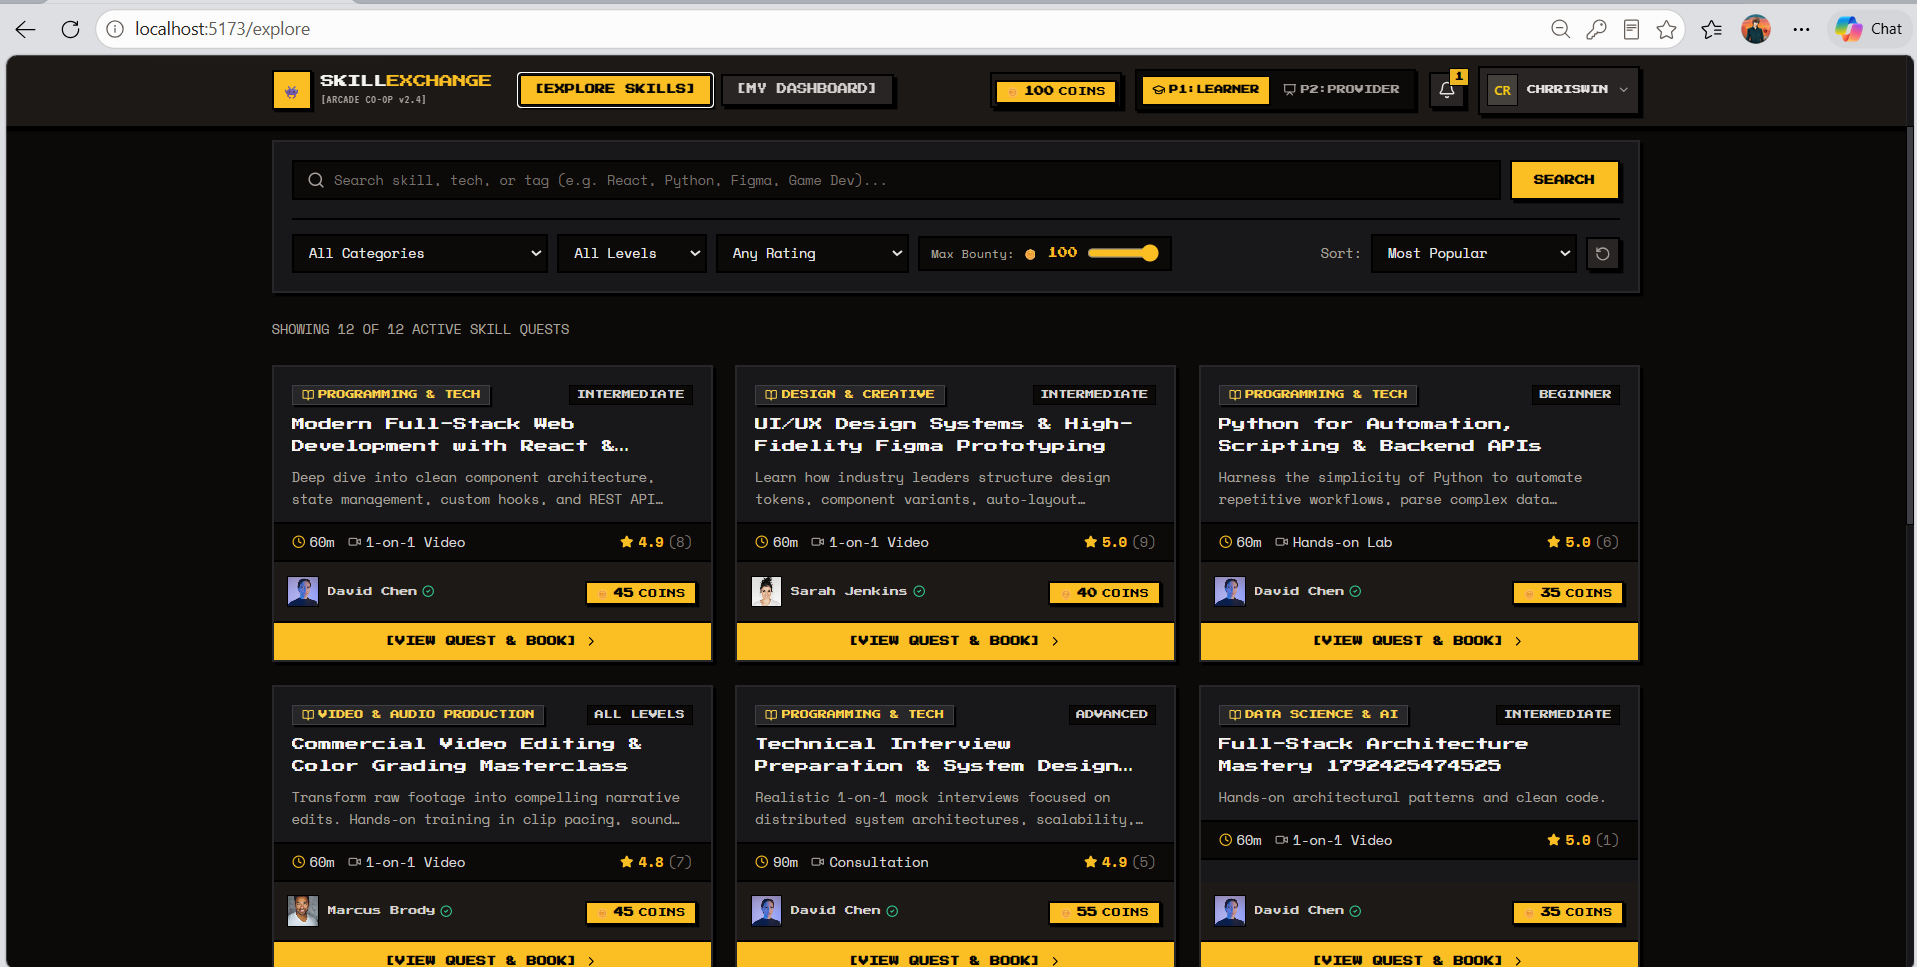 localhost:5173/explore
Chat
SKILLEXCHANGE
[ARCADE CO-OP v2.4]
[EXPLORE SKILLS]
[MY DASHBOARD]
100 COINS
P1:LEARNER
P2:PROVIDER
1
CR
CHRRISWIN
Search skill, tech, or tag (e.g. React, Python, Figma, Game Dev)...
SEARCH
All Categories
All Levels
Any Rating
Max Bounty: 100
Sort:
Most Popular
SHOWING 12 OF 12 ACTIVE SKILL QUESTS
PROGRAMMING & TECH
INTERMEDIATE
Modern Full-Stack Web
Development with React &...
Deep dive into clean component architecture,
state management, custom hooks, and REST API…
60m 1-on-1 Video
4.9 (8)
David Chen
45 COINS
[VIEW QUEST & BOOK] >
DESIGN & CREATIVE
INTERMEDIATE
UI/UX Design Systems & High-
Fidelity Figma Prototyping
Learn how industry leaders structure design
tokens, component variants, auto-layout…
60m 1-on-1 Video
5.0 (9)
Sarah Jenkins
40 COINS
[VIEW QUEST & BOOK] >
PROGRAMMING & TECH
BEGINNER
Python for Automation,
Scripting & Backend APIs
Harness the simplicity of Python to automate
repetitive workflows, parse complex data…
60m Hands-on Lab
5.0 (6)
David Chen
35 COINS
[VIEW QUEST & BOOK] >
VIDEO & AUDIO PRODUCTION
ALL LEVELS
Commercial Video Editing &
Color Grading Masterclass
Transform raw footage into compelling narrative
edits. Hands-on training in clip pacing, sound…
60m 1-on-1 Video
4.8 (7)
Marcus Brody
45 COINS
[VIEW QUEST & BOOK] >
PROGRAMMING & TECH
ADVANCED
Technical Interview
Preparation & System Design...
Realistic 1-on-1 mock interviews focused on
distributed system architectures, scalability,…
90m Consultation
4.9 (5)
David Chen
55 COINS
[VIEW QUEST & BOOK] >
DATA SCIENCE & AI
INTERMEDIATE
Full-Stack Architecture
Mastery 1792425474525
Hands-on architectural patterns and clean code.
60m 1-on-1 Video
5.0 (1)
David Chen
35 COINS
[VIEW QUEST & BOOK] >